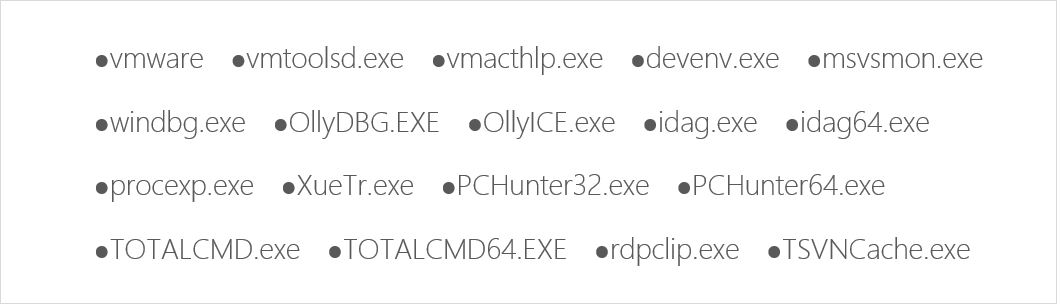 ●vmware ●vmtoolsd.exe ●vmacthlp.exe ●devenv.exe ●msvsmon.exe
●windbg.exe ●OllyDBG.EXE ●OllyICE.exe ●idag.exe ●idag64.exe
●procexp.exe ●XueTr.exe ●PCHunter32.exe ●PCHunter64.exe
●TOTALCMD.exe ●TOTALCMD64.EXE ●rdpclip.exe ●TSVNCache.exe